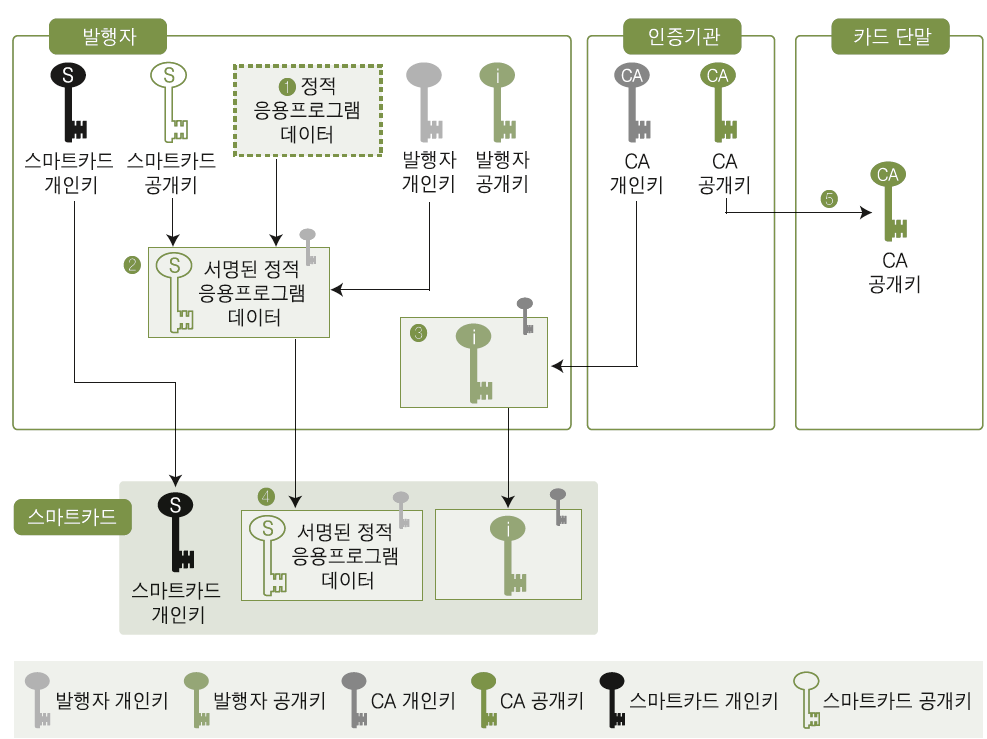 발행자
인증기관
카드 단말
S
S
❶ 정적
응용프로그램
데이터
i
CA
CA
스마트카드
개인키
스마트카드
공개키
발행자
개인키
발행자
공개키
CA
개인키
CA
공개키
❺
CA
CA
공개키
❷
S
서명된 정적
응용프로그램
데이터
❸
i
스마트카드
S
스마트카드
개인키
❹
S
서명된 정적
응용프로그램
데이터
i
발행자 개인키
발행자 공개키
CA 개인키
CA 공개키
스마트카드 개인키
스마트카드 공개키